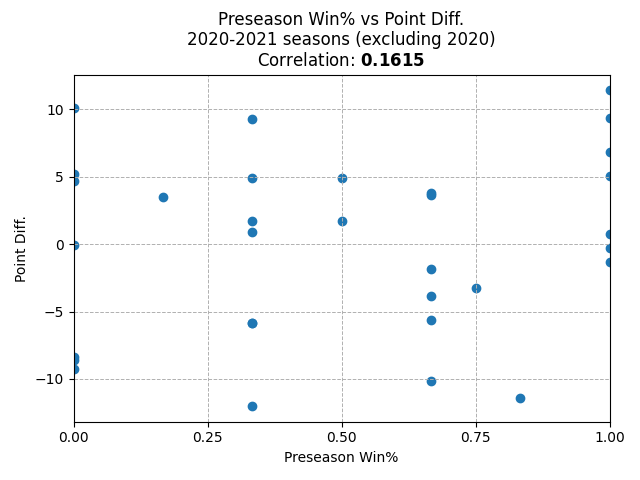 Preseason Win% vs Point Diff.
2020-2021 seasons (excluding 2020)
Correlation: 0.1615
10
5
0
−5
−10
Point Diff.
0.00 0.25 0.50 0.75 1.00
Preseason Win%